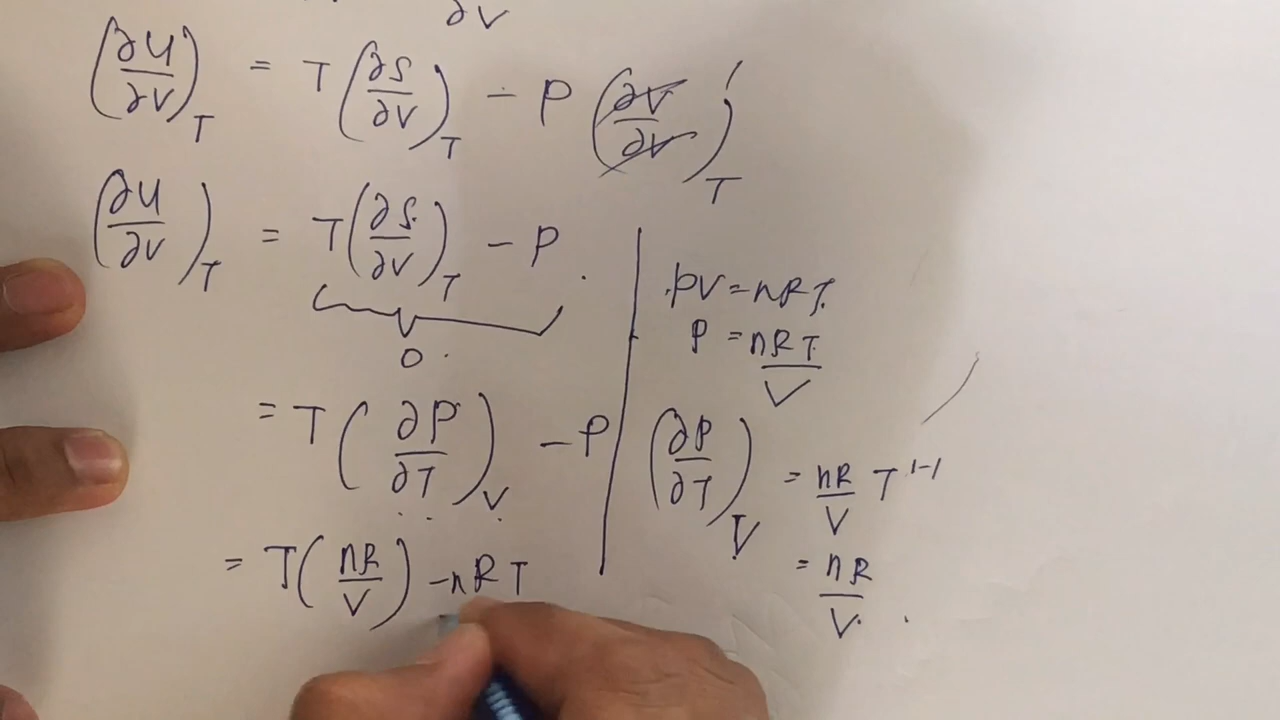 ∂V
(∂U/∂V)_T = T(∂S/∂V)_T - P(∂V/∂V)_T
(∂U/∂V)_T = T(∂S/∂V)_T - P.
0.
= T(∂P/∂T)_V - P
= T(nR/V) - nRT
PV = nRT.
P = nRT/V
(∂P/∂T)_V = nR/V T^1-1
= nR/V.